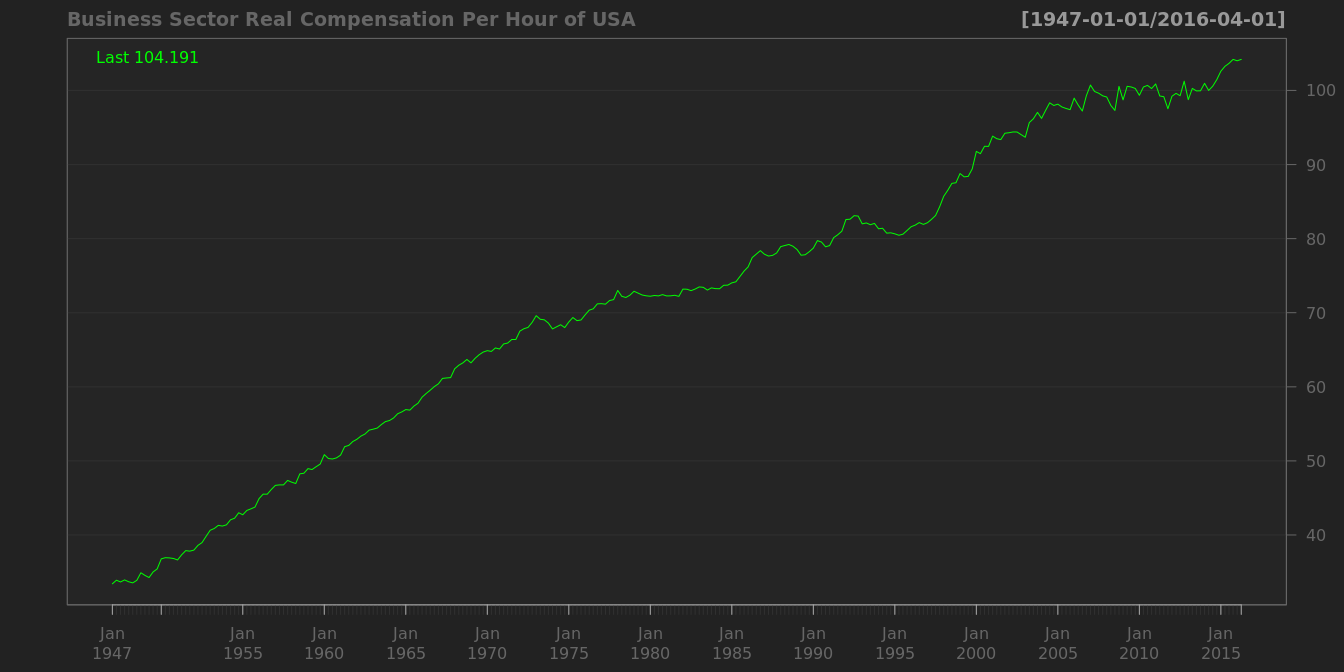 Business Sector Real Compensation Per Hour of USA [1947-01-01/2016-04-01]
Last 104.191
100
90
80
70
60
50
40
Jan Jan Jan Jan Jan Jan Jan Jan Jan Jan Jan Jan Jan Jan
1947 1955 1960 1965 1970 1975 1980 1985 1990 1995 2000 2005 2010 2015